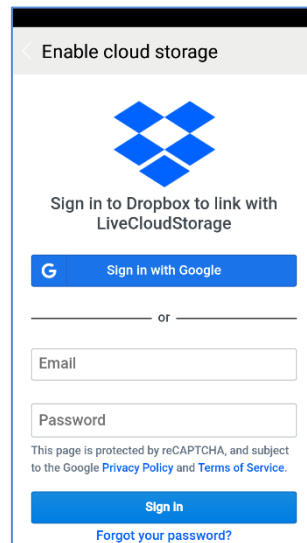 Enable cloud storage
Sign in to Dropbox to link with
LiveCloudStorage
G Sign in with Google
or
Email
Password
This page is protected by reCAPTCHA, and subject
to the Google Privacy Policy and Terms of Service.
Sign in
Forgot your password?